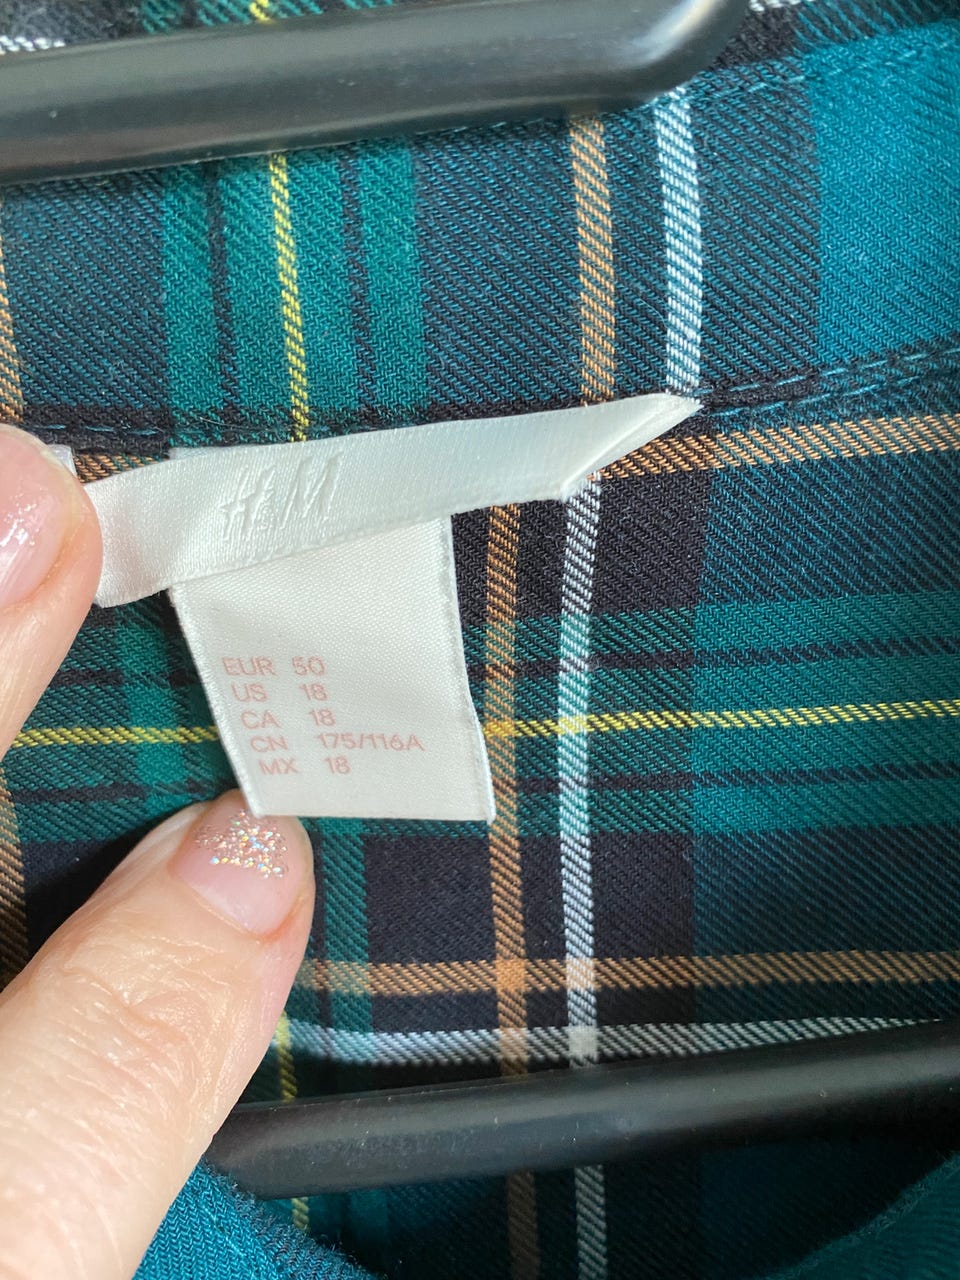 H&M
EUR 50
US 18
CA 18
CN 175/116A
MX 18